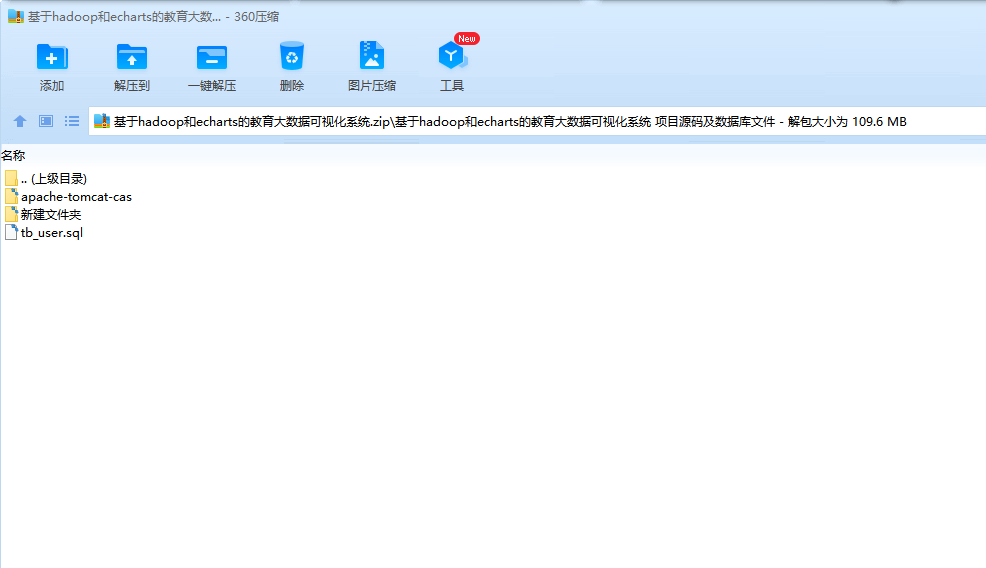 基于hadoop和echarts的教育大数... - 360压缩
New
添加 解压到 一键解压 删除 图片压缩 工具
基于hadoop和echarts的教育大数据可视化系统.zip\基于hadoop和echarts的教育大数据可视化系统 项目源码及数据库文件 - 解包大小为 109.6 MB
名称
.. (上级目录)
apache-tomcat-cas
新建文件夹
tb_user.sql